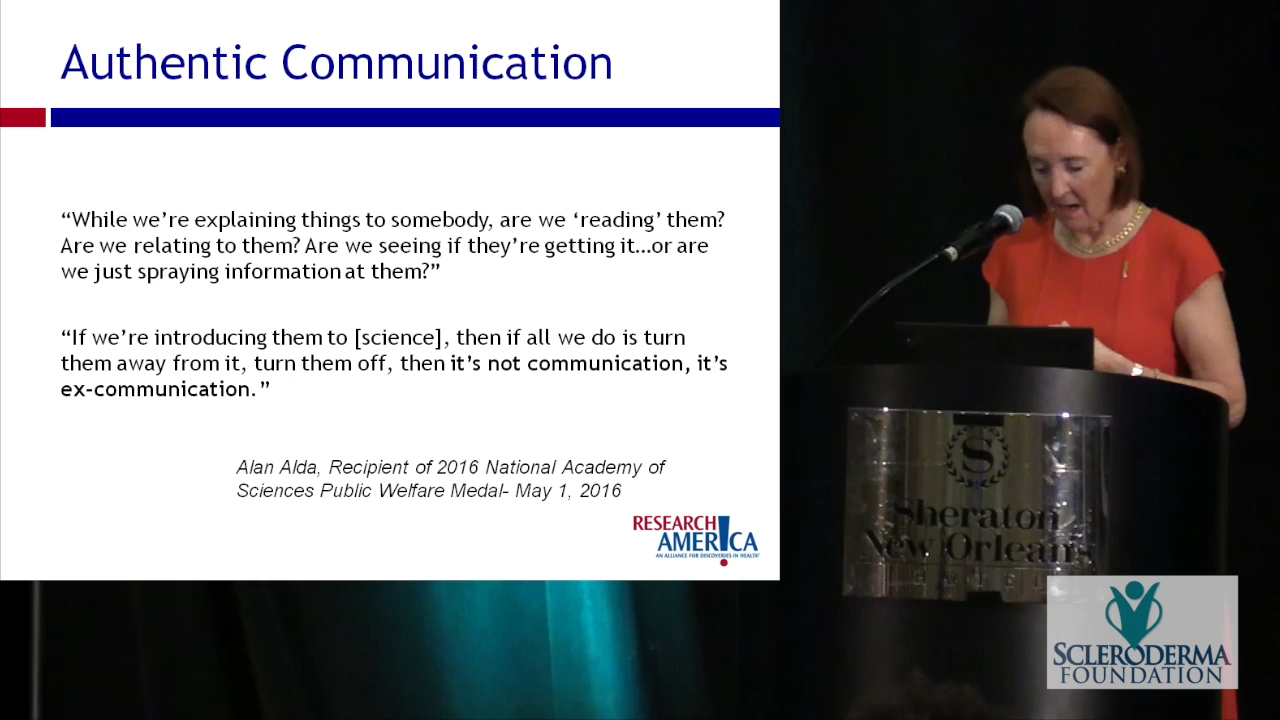 Authentic Communication
“While we’re explaining things to somebody, are we ‘reading’ them?
Are we relating to them? Are we seeing if they’re getting it…or are
we just spraying information at them?”
“If we’re introducing them to [science], then if all we do is turn
them away from it, turn them off, then it’s not communication, it’s
ex-communication.”
Alan Alda, Recipient of 2016 National Academy of
Sciences Public Welfare Medal- May 1, 2016
RESEARCH
AMERICA
AN ALLIANCE FOR DISCOVERIES IN HEALTH
S
Sheraton
New Orleans
HOTEL
SCLERODERMA
FOUNDATION